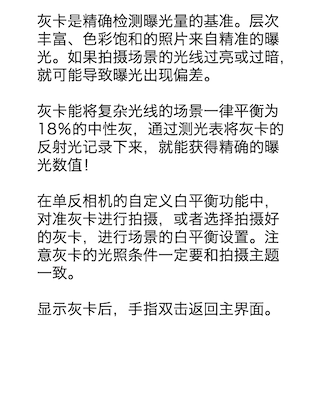 灰卡是精确检测曝光量的基准。层次
丰富、色彩饱和的照片来自精准的曝
光。如果拍摄场景的光线过亮或过暗，
就可能导致曝光出现偏差。
灰卡能将复杂光线的场景一律平衡为
18%的中性灰，通过测光表将灰卡的
反射光记录下来，就能获得精确的曝
光数值！
在单反相机的自定义白平衡功能中，
对准灰卡进行拍摄，或者选择拍摄好
的灰卡，进行场景的白平衡设置。注
意灰卡的光照条件一定要和拍摄主题
一致。
显示灰卡后，手指双击返回主界面。